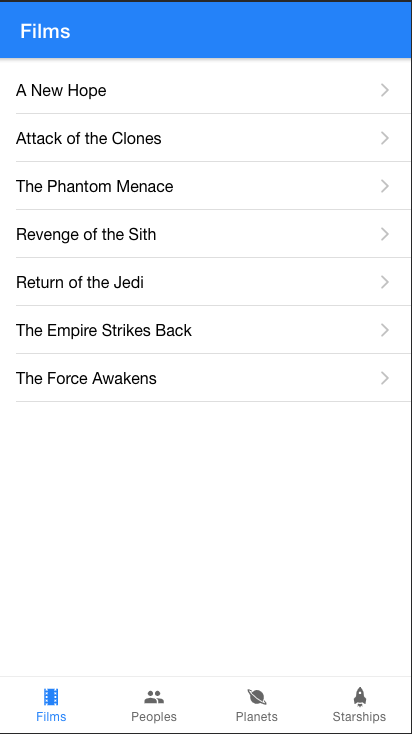 Films
A New Hope
Attack of the Clones
The Phantom Menace
Revenge of the Sith
Return of the Jedi
The Empire Strikes Back
The Force Awakens
Films Peoples Planets Starships